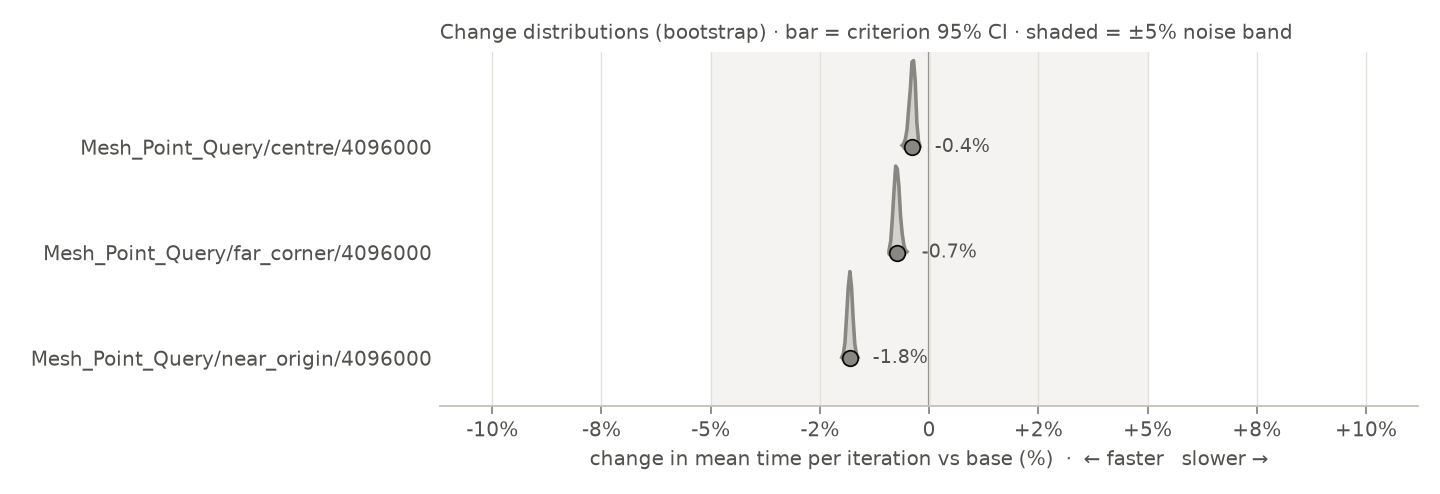 Change distributions (bootstrap) · bar = criterion 95% CI · shaded = ±5% noise band
Mesh_Point_Query/centre/4096000
-0.4%
Mesh_Point_Query/far_corner/4096000
-0.7%
Mesh_Point_Query/near_origin/4096000
-1.8%
-10% -8% -5% -2% 0 +2% +5% +8% +10%
change in mean time per iteration vs base (%) · ← faster slower →